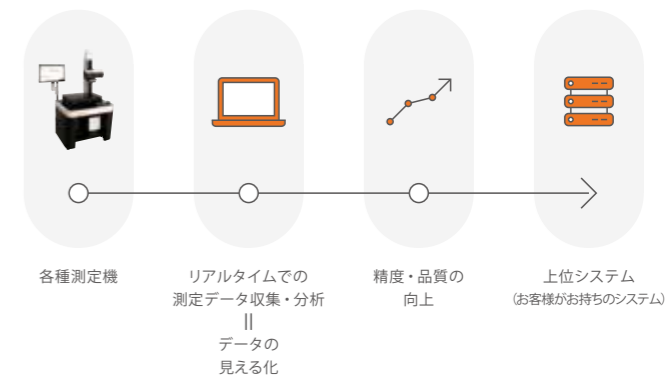 各種測定機
リアルタイムでの
測定データ収集・分析
||
データの
見える化
精度・品質の
向上
上位システム
(お客様がお持ちのシステム)